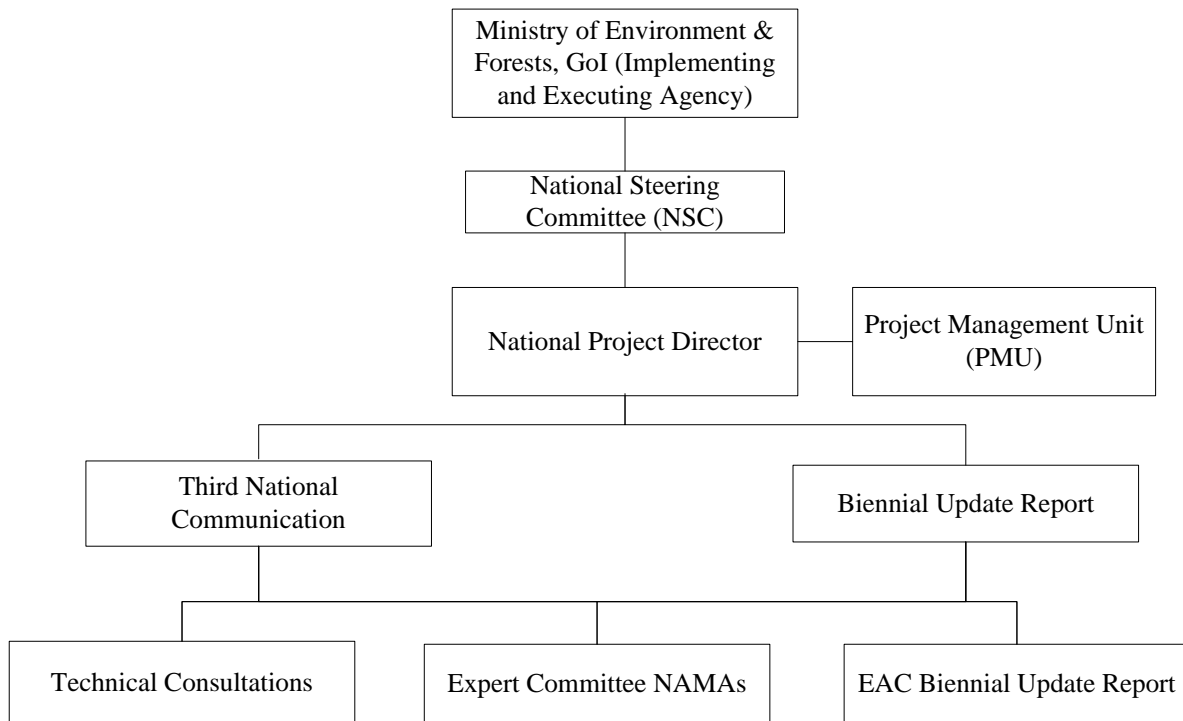 Ministry of Environment &
Forests, GoI (Implementing
and Executing Agency)
National Steering
Committee (NSC)
National Project Director
Project Management Unit
(PMU)
Third National
Communication
Biennial Update Report
Technical Consultations
Expert Committee NAMAs
EAC Biennial Update Report